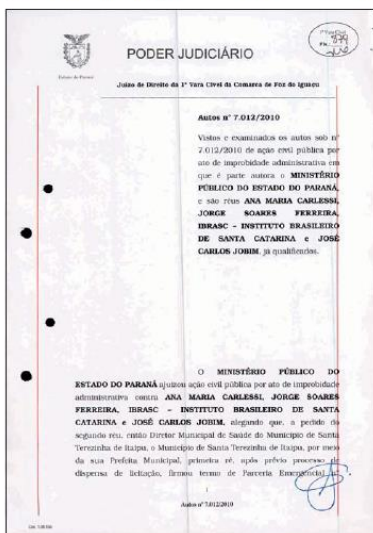 PODER JUDICIÁRIO
Estado do Paraná
Juízo de Direito da 1ª Vara Cível da Comarca de Foz do Iguaçu
Autos nº 7.012/2010
Vistos e examinados os autos sob nº
7.012/2010 de ação civil pública por
ato de improbidade administrativa em
que é parte autora o MINISTÉRIO
PÚBLICO DO ESTADO DO PARANÁ,
e são réus ANA MARIA CARLESSI,
JORGE SOARES FERREIRA,
IBRASC – INSTITUTO BRASILEIRO
DE SANTA CATARINA e JOSÉ
CARLOS JOBIM, já qualificados.
O MINISTÉRIO PÚBLICO DO
ESTADO DO PARANÁ ajuizou ação civil pública por ato de improbidade
administrativa contra ANA MARIA CARLESSI, JORGE SOARES
FERREIRA, IBRASC – INSTITUTO BRASILEIRO DE SANTA
CATARINA e JOSÉ CARLOS JOBIM, alegando que, a pedido do
segundo réu, então Diretor Municipal de Saúde do Município de Santa
Terezinha de Itaipu, o Município de Santa Terezinha de Itaipu, por meio
da sua Prefeita Municipal, primeira ré, após prévio processo de
dispensa de licitação, firmou termo de Parceria Emergencial nº
1
Autos nº 7.012/2010